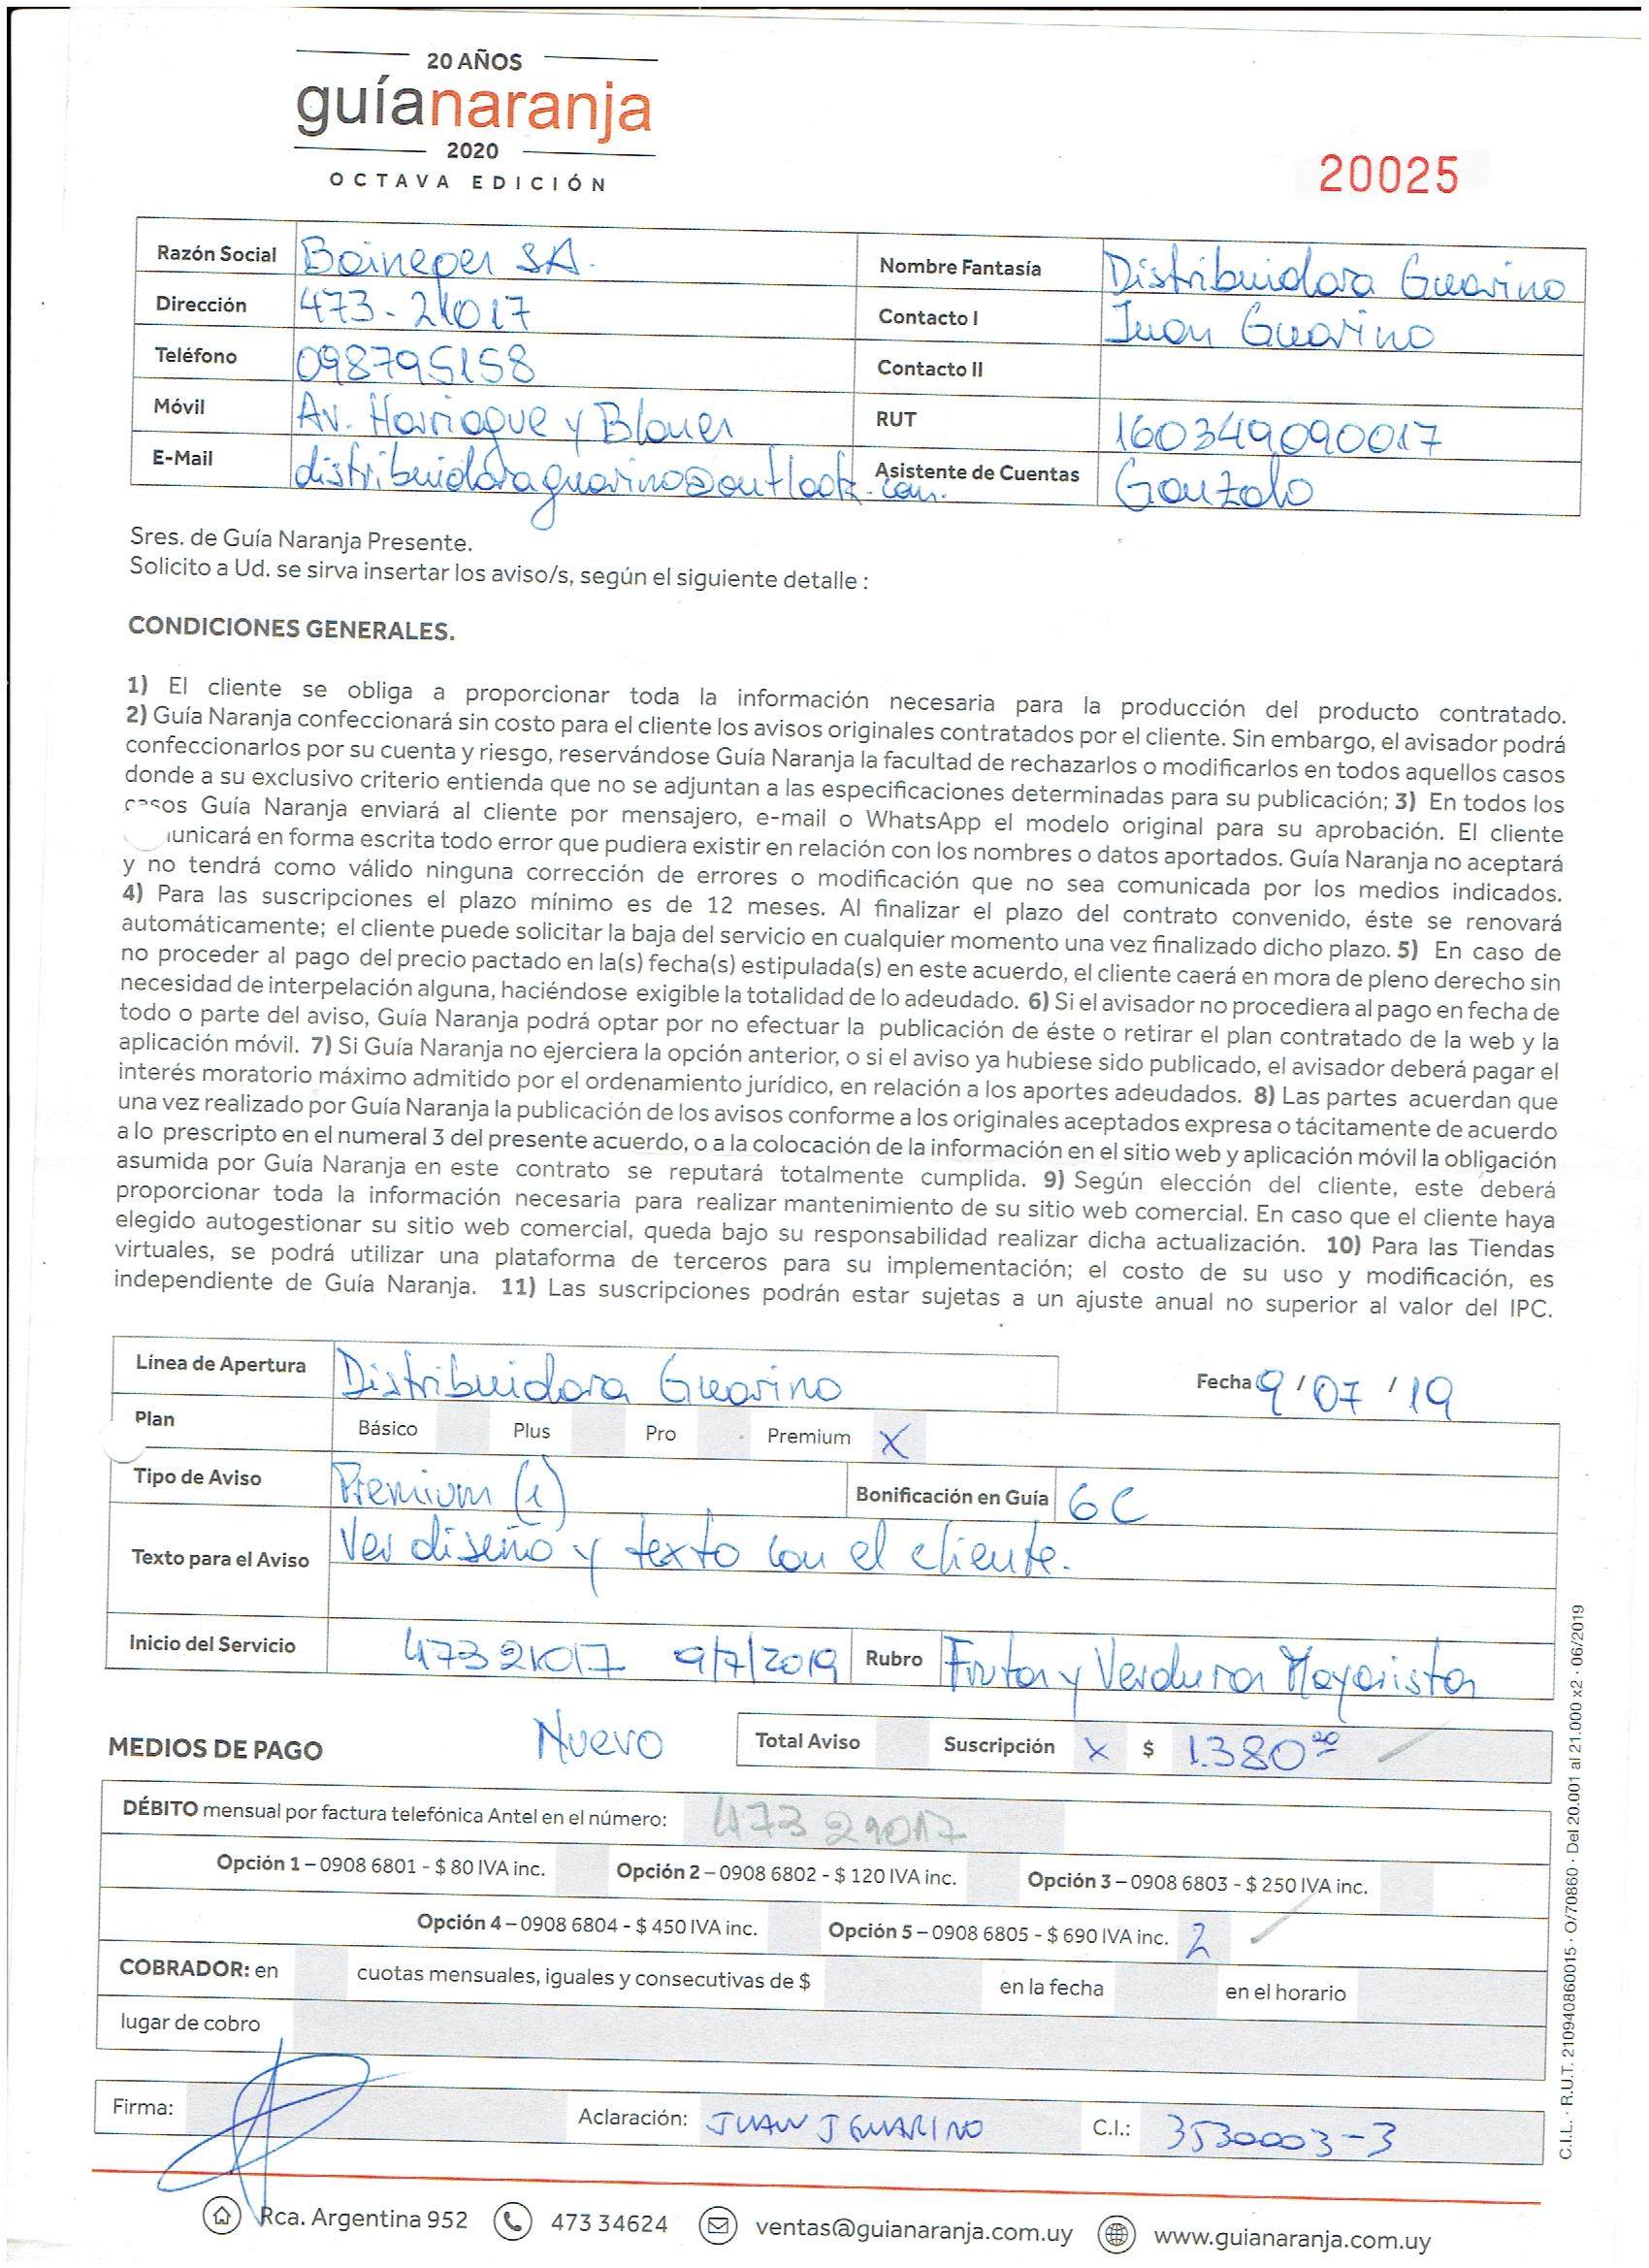 20 AÑOS
guíanaranja
2020
OCTAVA EDICIÓN
20025
Razón Social Boineper SA. Nombre Fantasía Distribuidora Guarino
Dirección 473-21017 Contacto I Juan Guarino
Teléfono 098795158 Contacto II
Móvil Av. Harriague y Blanes RUT 160349090017
E-Mail distribuidoraguarino@outlook.com. Asistente de Cuentas Gonzalo
Sres. de Guía Naranja Presente.
Solicito a Ud. se sirva insertar los aviso/s, según el siguiente detalle :
CONDICIONES GENERALES.
1) El cliente se obliga a proporcionar toda la información necesaria para la producción del producto contratado.
2) Guía Naranja confeccionará sin costo para el cliente los avisos originales contratados por el cliente. Sin embargo, el avisador podrá
confeccionarlos por su cuenta y riesgo, reservándose Guía Naranja la facultad de rechazarlos o modificarlos en todos aquellos casos
donde a su exclusivo criterio entienda que no se adjuntan a las especificaciones determinadas para su publicación; 3) En todos los
casos Guía Naranja enviará al cliente por mensajero, e-mail o WhatsApp el modelo original para su aprobación. El cliente
unicará en forma escrita todo error que pudiera existir en relación con los nombres o datos aportados. Guía Naranja no aceptará
y no tendrá como válido ninguna corrección de errores o modificación que no sea comunicada por los medios indicados.
4) Para las suscripciones el plazo mínimo es de 12 meses. Al finalizar el plazo del contrato convenido, éste se renovará
automáticamente; el cliente puede solicitar la baja del servicio en cualquier momento una vez finalizado dicho plazo. 5) En caso de
no proceder al pago del precio pactado en la(s) fecha(s) estipulada(s) en este acuerdo, el cliente caerá en mora de pleno derecho sin
necesidad de interpelación alguna, haciéndose exigible la totalidad de lo adeudado. 6) Si el avisador no procediera al pago en fecha de
todo o parte del aviso, Guía Naranja podrá optar por no efectuar la publicación de éste o retirar el plan contratado de la web y la
aplicación móvil. 7) Si Guía Naranja no ejerciera la opción anterior, o si el aviso ya hubiese sido publicado, el avisador deberá pagar el
interés moratorio máximo admitido por el ordenamiento jurídico, en relación a los aportes adeudados. 8) Las partes acuerdan que
una vez realizado por Guía Naranja la publicación de los avisos conforme a los originales aceptados expresa o tácitamente de acuerdo
a lo prescripto en el numeral 3 del presente acuerdo, o a la colocación de la información en el sitio web y aplicación móvil la obligación
asumida por Guía Naranja en este contrato se reputará totalmente cumplida. 9) Según elección del cliente, este deberá
proporcionar toda la información necesaria para realizar mantenimiento de su sitio web comercial. En caso que el cliente haya
elegido autogestionar su sitio web comercial, queda bajo su responsabilidad realizar dicha actualización. 10) Para las Tiendas
virtuales, se podrá utilizar una plataforma de terceros para su implementación; el costo de su uso y modificación, es
independiente de Guía Naranja. 11) Las suscripciones podrán estar sujetas a un ajuste anual no superior al valor del IPC.
Línea de Apertura Distribuidora Guarino Fecha 9 / 07 / 19
Plan Básico Plus Pro Premium X
Tipo de Aviso Premium (1) Bonificación en Guía 6C
Texto para el Aviso Ver diseño y texto con el cliente.
Inicio del Servicio 47321017 9/7/2019 Rubro Fruta y Verdura Mayorista
MEDIOS DE PAGO Nuevo Total Aviso Suscripción X $ 1.380,00
DÉBITO mensual por factura telefónica Antel en el número: 47321017
Opción 1 – 0908 6801 - $ 80 IVA inc. Opción 2 – 0908 6802 - $ 120 IVA inc. Opción 3 – 0908 6803 - $ 250 IVA inc.
Opción 4 – 0908 6804 - $ 450 IVA inc. Opción 5 – 0908 6805 - $ 690 IVA inc. 2
COBRADOR: en cuotas mensuales, iguales y consecutivas de $ en la fecha en el horario
lugar de cobro
Firma: Aclaración: JUAN J GUARINO C.I.: 3530003-3
Rca. Argentina 952 473 34624 ventas@guianaranja.com.uy www.guianaranja.com.uy
C.I.L. · R.U.T. 210940860015 · O/70860 · Del 20.001 al 21.000 x2 · 06/2019